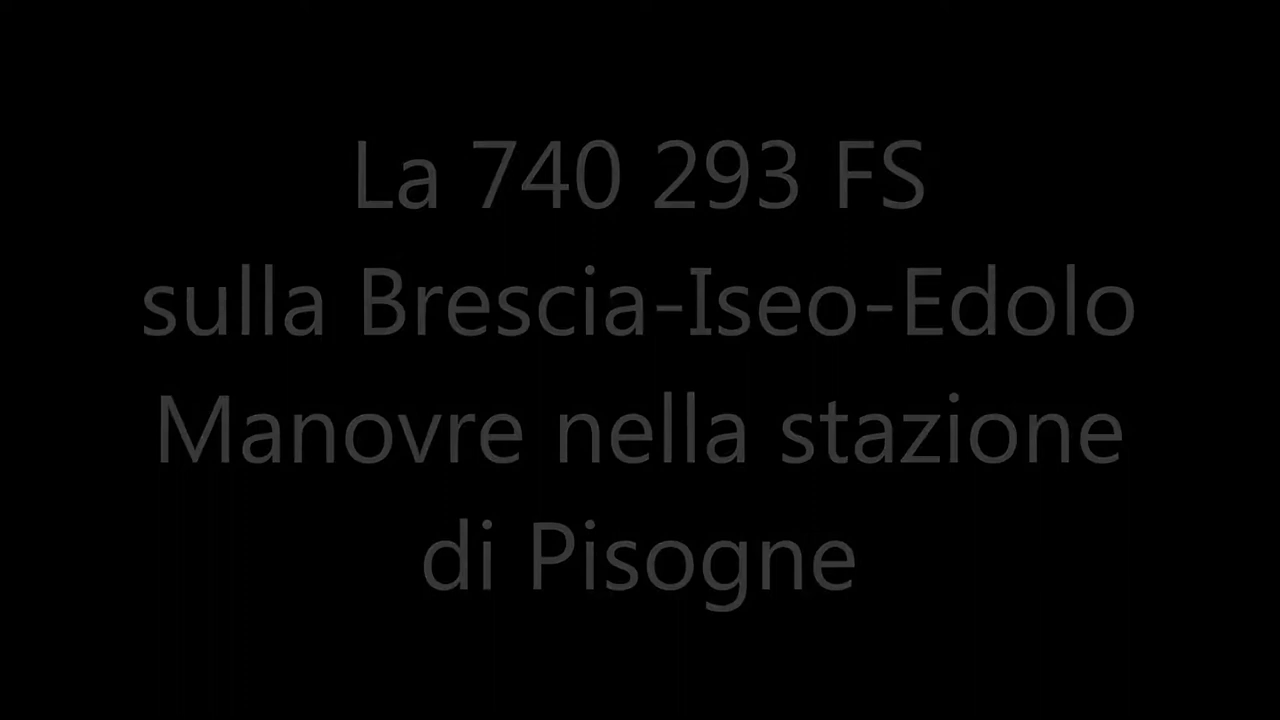 La 740 293 FS
sulla Brescia-Iseo-Edolo
Manovre nella stazione
di Pisogne